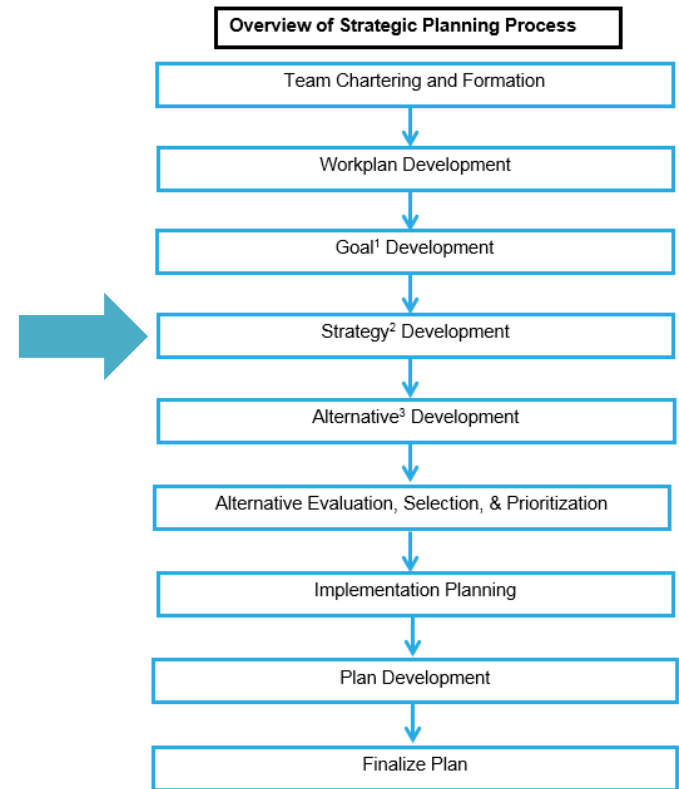 Overview of Strategic Planning Process
Team Chartering and Formation
Workplan Development
Goal¹ Development
Strategy² Development
Alternative³ Development
Alternative Evaluation, Selection, & Prioritization
Implementation Planning
Plan Development
Finalize Plan